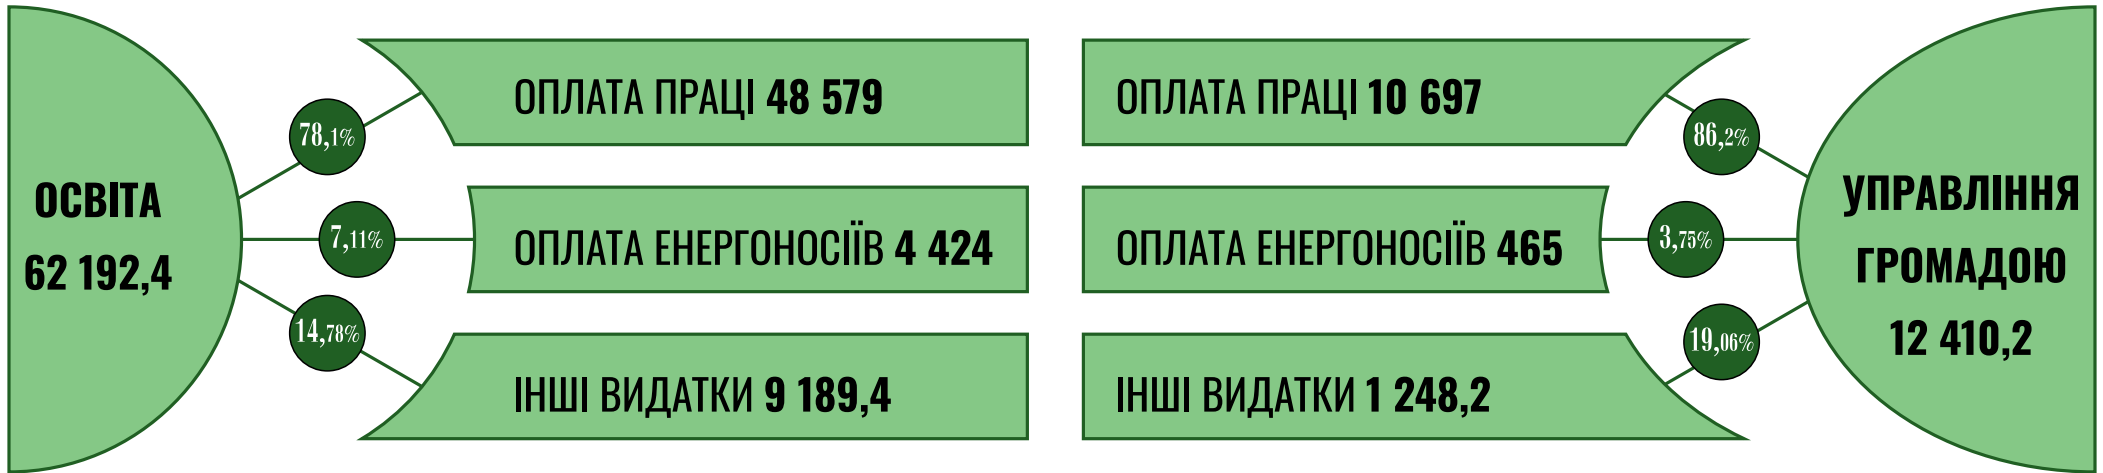 ОСВІТА
62 192,4
78,1%
7,11%
14,78%
ОПЛАТА ПРАЦІ 48 579
ОПЛАТА ЕНЕРГОНОСІЇВ 4 424
ІНШІ ВИДАТКИ 9 189,4
ОПЛАТА ПРАЦІ 10 697
ОПЛАТА ЕНЕРГОНОСІЇВ 465
ІНШІ ВИДАТКИ 1 248,2
86,2%
3,75%
19,06%
УПРАВЛІННЯ
ГРОМАДОЮ
12 410,2